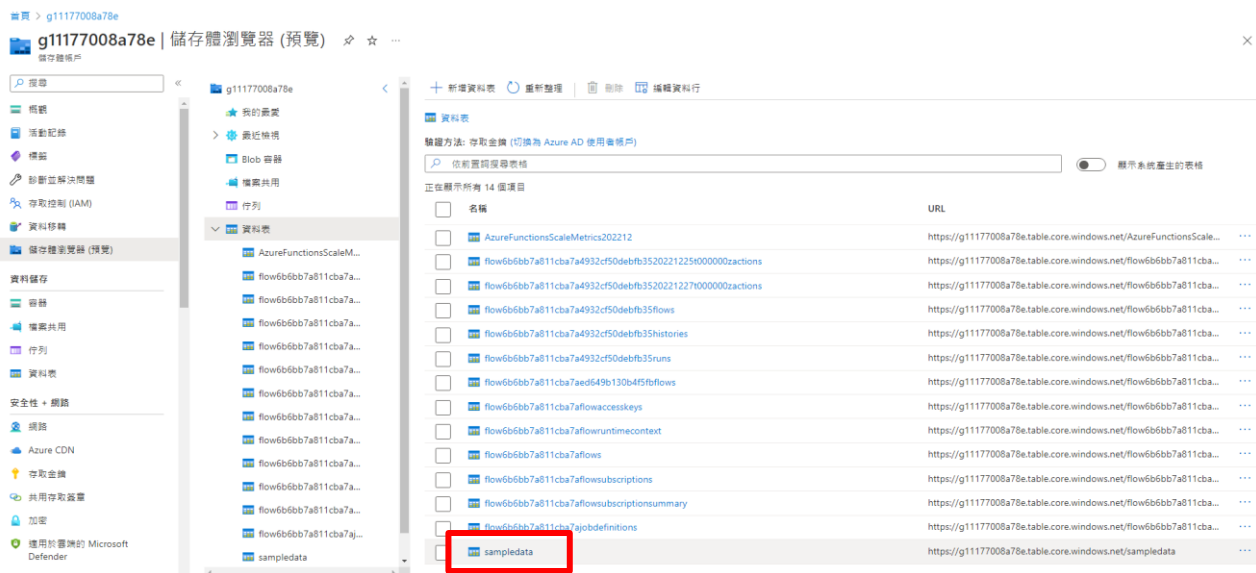 首頁 > g11177008a78e
g11177008a78e | 儲存體瀏覽器 (預覽)
儲存體帳戶
搜尋
概觀
活動記錄
標籤
診斷並解決問題
存取控制 (IAM)
資料移轉
儲存體瀏覽器 (預覽)
資料儲存
容器
檔案共用
佇列
資料表
安全性 + 網路
網路
Azure CDN
存取金鑰
共用存取簽章
加密
適用於雲端的 Microsoft
Defender
g11177008a78e
我的最愛
最近檢視
Blob 容器
檔案共用
佇列
資料表
AzureFunctionsScaleM...
flow6b6bb7a811cba7a...
flow6b6bb7a811cba7a...
flow6b6bb7a811cba7a...
flow6b6bb7a811cba7a...
flow6b6bb7a811cba7a...
flow6b6bb7a811cba7a...
flow6b6bb7a811cba7a...
flow6b6bb7a811cba7a...
flow6b6bb7a811cba7a...
flow6b6bb7a811cba7a...
flow6b6bb7a811cba7a...
flow6b6bb7a811cba7aj...
sampledata
新增資料表 重新整理 刪除 編輯資料行
資料表
驗證方法: 存取金鑰 (切換為 Azure AD 使用者帳戶)
依前置詞搜尋表格 顯示系統產生的表格
正在顯示所有 14 個項目
名稱 URL
AzureFunctionsScaleMetrics202212 https://g11177008a78e.table.core.windows.net/AzureFunctionsScale...
flow6b6bb7a811cba7a4932cf50debfb3520221225t000000zactions https://g11177008a78e.table.core.windows.net/flow6b6bb7a811cba...
flow6b6bb7a811cba7a4932cf50debfb3520221227t000000zactions https://g11177008a78e.table.core.windows.net/flow6b6bb7a811cba...
flow6b6bb7a811cba7a4932cf50debfb35flows https://g11177008a78e.table.core.windows.net/flow6b6bb7a811cba...
flow6b6bb7a811cba7a4932cf50debfb35histories https://g11177008a78e.table.core.windows.net/flow6b6bb7a811cba...
flow6b6bb7a811cba7a4932cf50debfb35runs https://g11177008a78e.table.core.windows.net/flow6b6bb7a811cba...
flow6b6bb7a811cba7aed649b130b4f5fbflows https://g11177008a78e.table.core.windows.net/flow6b6bb7a811cba...
flow6b6bb7a811cba7aflowaccesskeys https://g11177008a78e.table.core.windows.net/flow6b6bb7a811cba...
flow6b6bb7a811cba7aflowruntimecontext https://g11177008a78e.table.core.windows.net/flow6b6bb7a811cba...
flow6b6bb7a811cba7aflows https://g11177008a78e.table.core.windows.net/flow6b6bb7a811cba...
flow6b6bb7a811cba7aflowsubscriptions https://g11177008a78e.table.core.windows.net/flow6b6bb7a811cba...
flow6b6bb7a811cba7aflowsubscriptionsummary https://g11177008a78e.table.core.windows.net/flow6b6bb7a811cba...
flow6b6bb7a811cba7ajobdefinitions https://g11177008a78e.table.core.windows.net/flow6b6bb7a811cba...
sampledata https://g11177008a78e.table.core.windows.net/sampledata